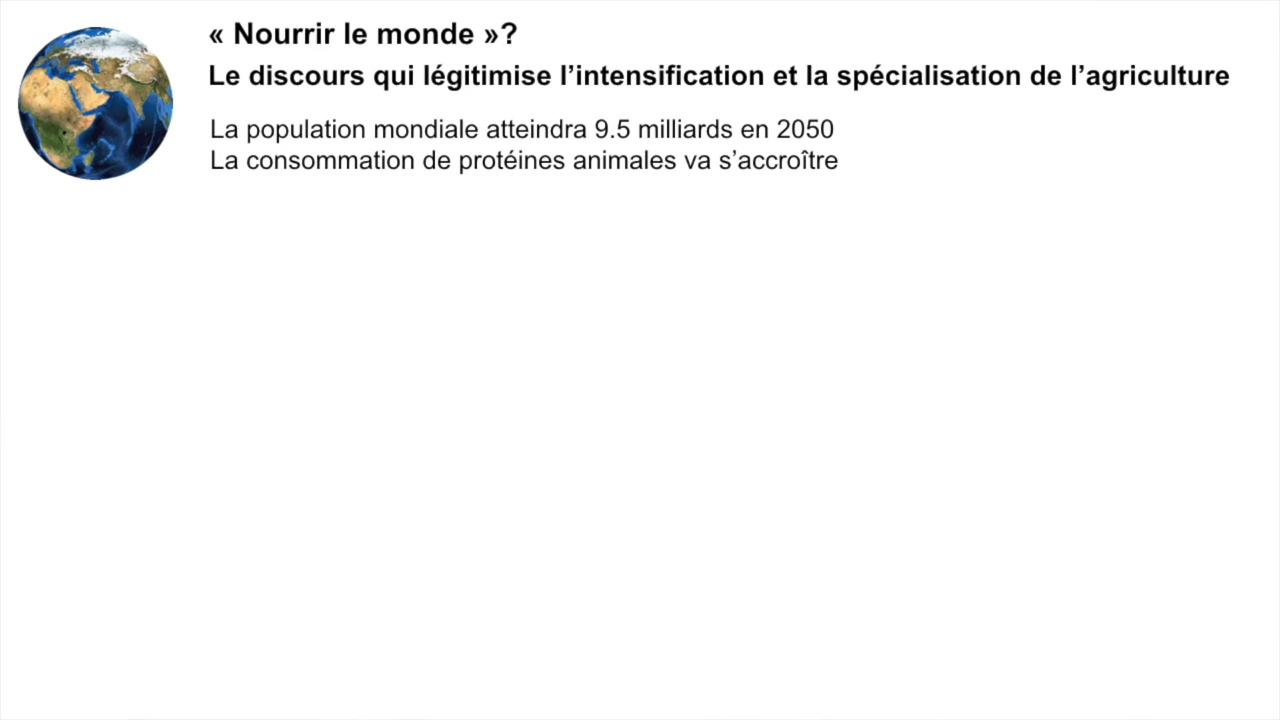 « Nourrir le monde »?
Le discours qui légitimise l’intensification et la spécialisation de l’agriculture
La population mondiale atteindra 9.5 milliards en 2050
La consommation de protéines animales va s’accroître